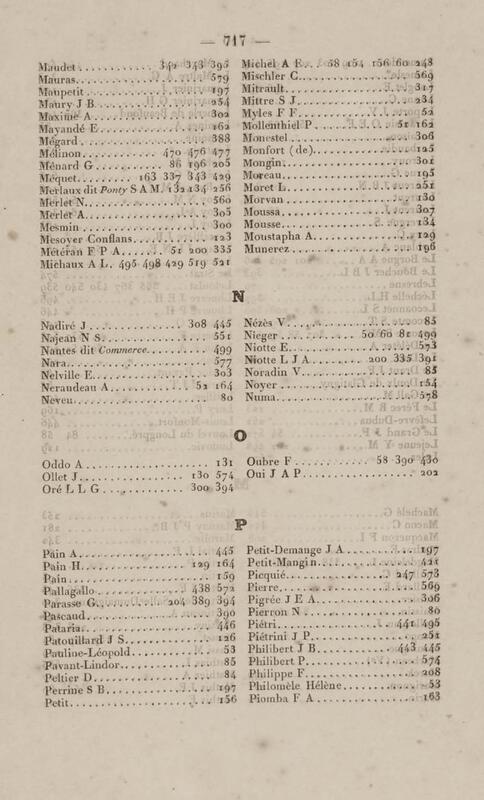 — 717 —
Maudet........... 342 343 395
Mauras................. 579
Maupetit................ 197
Maury J B............... 254
Maxime A................ 302
Mayandé E............... 162
Mégard.................. 388
Mélinon......... 470 476 477
Ménard G......... 86 196 205
Méquet....... 163 337 343 429
Merlaux dit Ponty S A M. 132 134 256
Merlet N................ 560
Merlet A................ 305
Mesmin.................. 300
Mesoyer Conflans........ 123
Météran F P A.... 51 200 335
Michaux A L. 495 498 429 519 521
Michel A E.. 58 154 156 60 248
Mischler C.............. 569
Mitrault................ 317
Mittre S J.............. 234
Myles F F................ 52
Mollenthiel P........ 51 162
Monestel................ 306
Monfort (de)............ 125
Mongin.................. 301
Moreau.................. 195
Moret L................. 251
Morvan.................. 130
Moussa.................. 307
Mousse.................. 134
Moustapha A............. 129
Munerez................. 196
N
Nadiré J............ 308 445
Najean N S.............. 551
Nantes dit Commerce..... 499
Nara.................... 577
Nelville E.............. 303
Neraudeau A.......... 52 164
Neveu.................... 80
Nézès V.................. 85
Nieger......... 50 60 81 499
Niotte E................ 573
Niotte L J A.... 200 335 391
Noradin V................ 85
Noyer................... 154
Numa.................... 578
O
Oddo A.................. 131
Ollet J............. 130 574
Oré L L G........... 300 394
Oubre F.......... 58 390 430
Oui J A P............... 202
P
Pain A.................. 445
Pain H.............. 129 164
Pain.................... 159
Pallagallo.......... 438 572
Parasse G....... 204 389 394
Pascaud................. 390
Pataria................. 446
Patouillard J S......... 126
Pauline-Léopold.......... 53
Pavant-Lindor............ 85
Peltier D................ 84
Perrine S B............. 197
Petit................... 156
Petit-Demange J A....... 197
Petit-Mangin............ 421
Picquié............. 247 573
Pierre.................. 569
Pigrée J E A............ 306
Pierron N................ 80
Piétri.............. 441 495
Piétrini J P............ 251
Philibert J B....... 443 445
Philibert P............. 574
Philippe F.............. 208
Philomèle Hélène......... 53
Piomba F A.............. 163